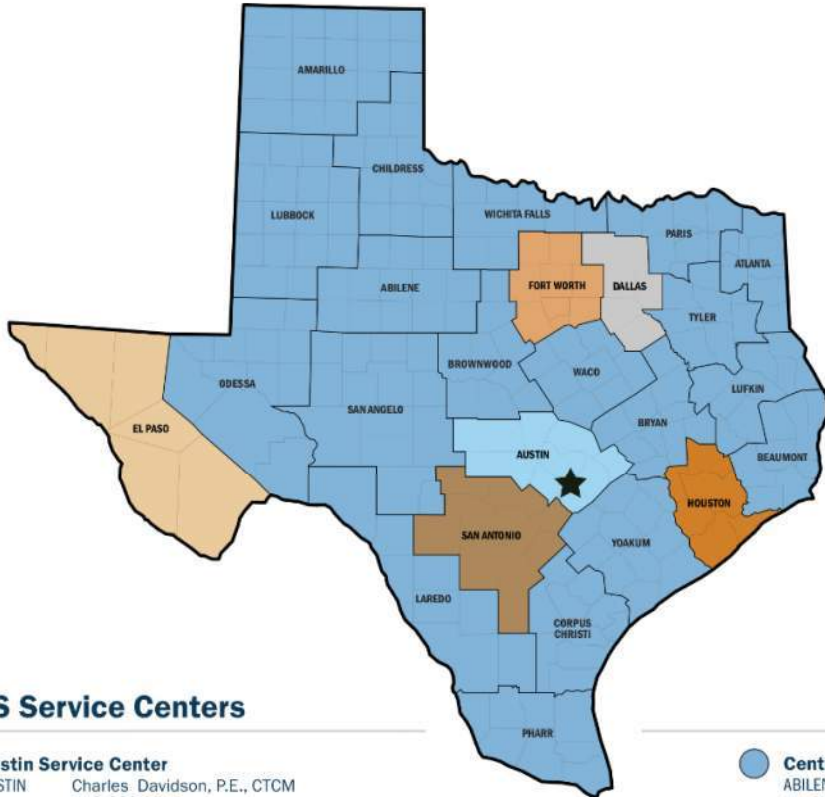 AMARILLO
CHILDRESS
LUBBOCK
WICHITA FALLS
PARIS
ATLANTA
FORT WORTH
DALLAS
ABILENE
TYLER
BROWNWOOD
WACO
ODESSA
LUFKIN
SAN ANGELO
BRYAN
EL PASO
AUSTIN
BEAUMONT
HOUSTON
SAN ANTONIO
YOAKUM
LAREDO
CORPUS
CHRISTI
PHARR
S Service Centers
stin Service Center
STIN Charles Davidson, P.E., CTCM
Cent
ABILEN